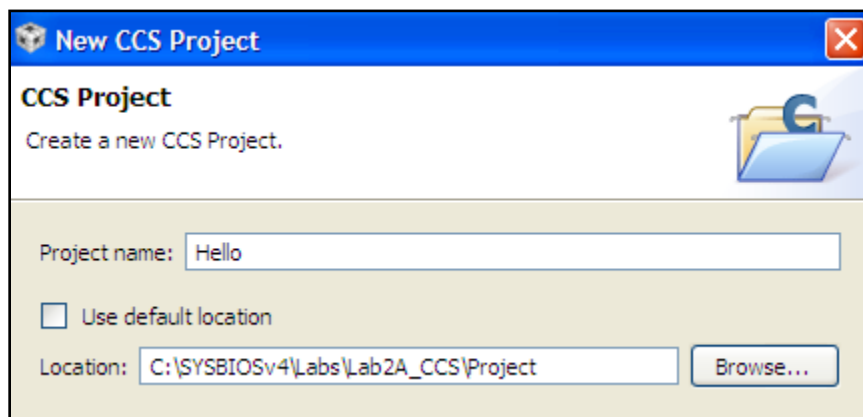 New CCS Project
CCS Project
Create a new CCS Project.
Project name: Hello
Use default location
Location: C:\SYSBIOSv4\Labs\Lab2A_CCS\Project Browse...